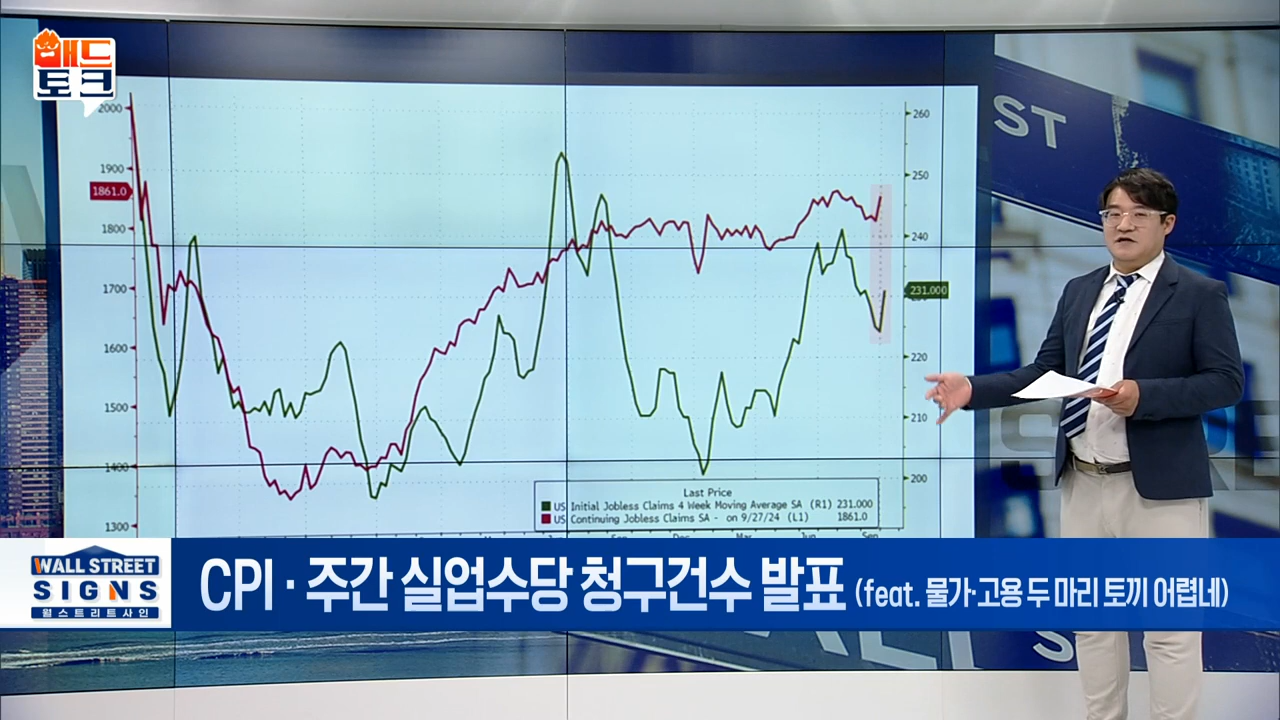 매드
토크
ST
2000
1900
1861.0
1800
1700
1600
1500
1400
1300
260
250
240
231.000
220
210
200
Last Price
US Initial Jobless Claims 4 Week Moving Average SA (R1) 231.000
US Continuing Jobless Claims SA - on 9/27/24 (L1) 1861.0
Sep
Dec
Mar
Jun
Sep
WALL STREET
SIGNS
월스트리트사인
CPI · 주간 실업수당 청구건수 발표 (feat. 물가·고용 두 마리 토끼 어렵네)